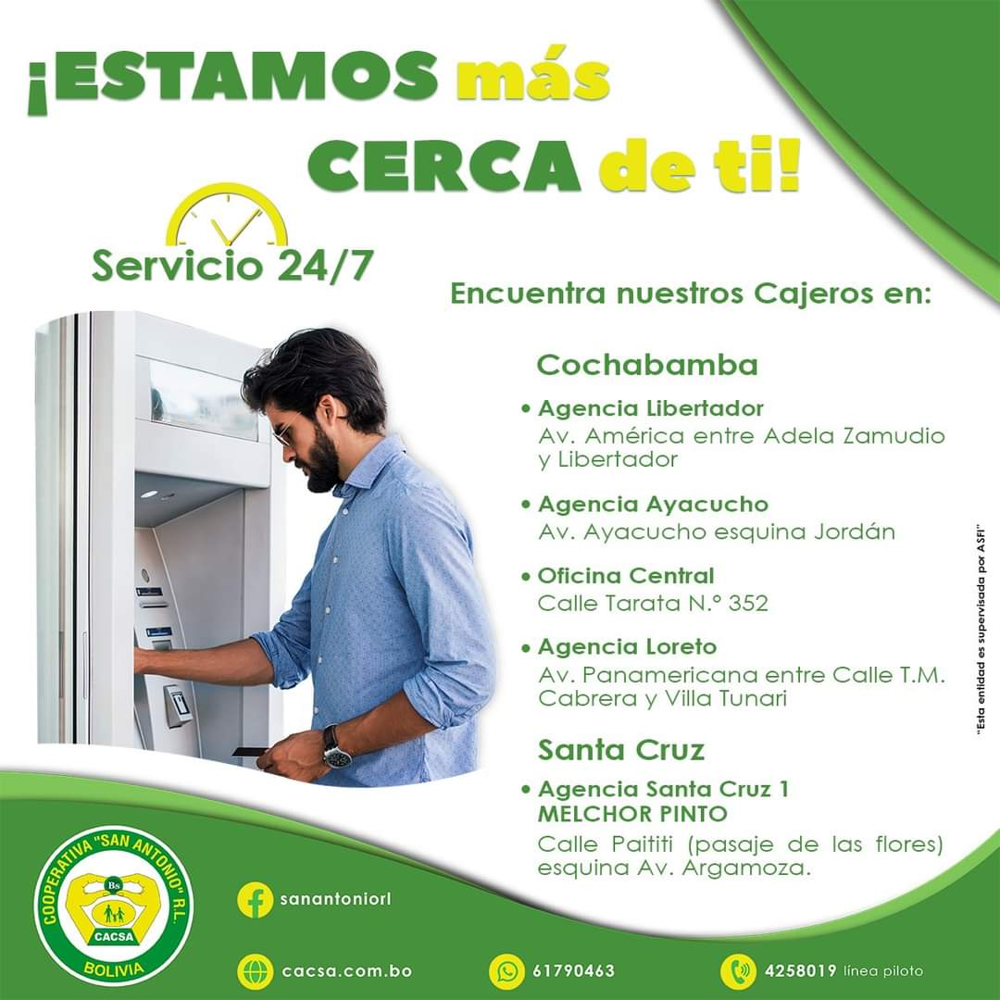 ¡ESTAMOS más
CERCA de ti!
Servicio 24/7
Encuentra nuestros Cajeros en:
Cochabamba
• Agencia Libertador
Av. América entre Adela Zamudio
y Libertador
• Agencia Ayacucho
Av. Ayacucho esquina Jordán
• Oficina Central
Calle Tarata N.° 352
• Agencia Loreto
Av. Panamericana entre Calle T.M.
Cabrera y Villa Tunari
Santa Cruz
• Agencia Santa Cruz 1
MELCHOR PINTO
Calle Paititi (pasaje de las flores)
esquina Av. Argamoza.
"Esta entidad es supervisada por ASFI"
COOPERATIVA "SAN ANTONIO" R.L.
Bs
CACSA
BOLIVIA
sanantoniorl
cacsa.com.bo
61790463
4258019 línea piloto